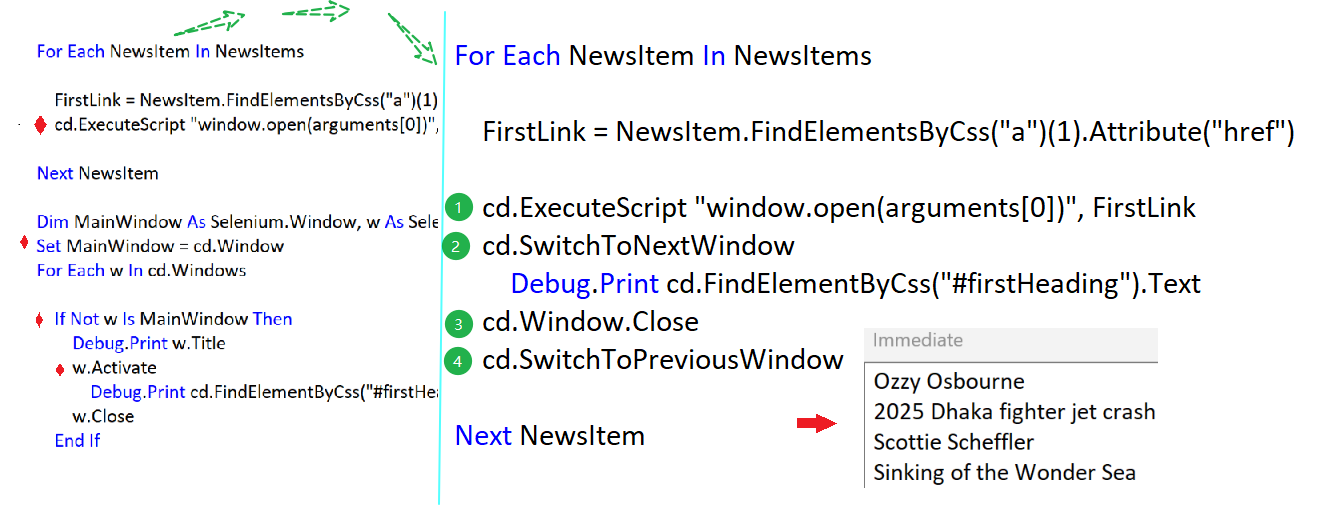 For Each NewsItem In NewsItems
FirstLink = NewsItem.FindElementsByCss("a")(1)
cd.ExecuteScript "window.open(arguments[0])",
Next NewsItem
Dim MainWindow As Selenium.Window, w As Sele
Set MainWindow = cd.Window
For Each w In cd.Windows
If Not w Is MainWindow Then
Debug.Print w.Title
w.Activate
Debug.Print cd.FindElementByCss("#firstHea
w.Close
End If
For Each NewsItem In NewsItems
FirstLink = NewsItem.FindElementsByCss("a")(1).Attribute("href")
1 cd.ExecuteScript "window.open(arguments[0])", FirstLink
2 cd.SwitchToNextWindow
Debug.Print cd.FindElementByCss("#firstHeading").Text
3 cd.Window.Close
4 cd.SwitchToPreviousWindow
Next NewsItem
Immediate
Ozzy Osbourne
2025 Dhaka fighter jet crash
Scottie Scheffler
Sinking of the Wonder Sea